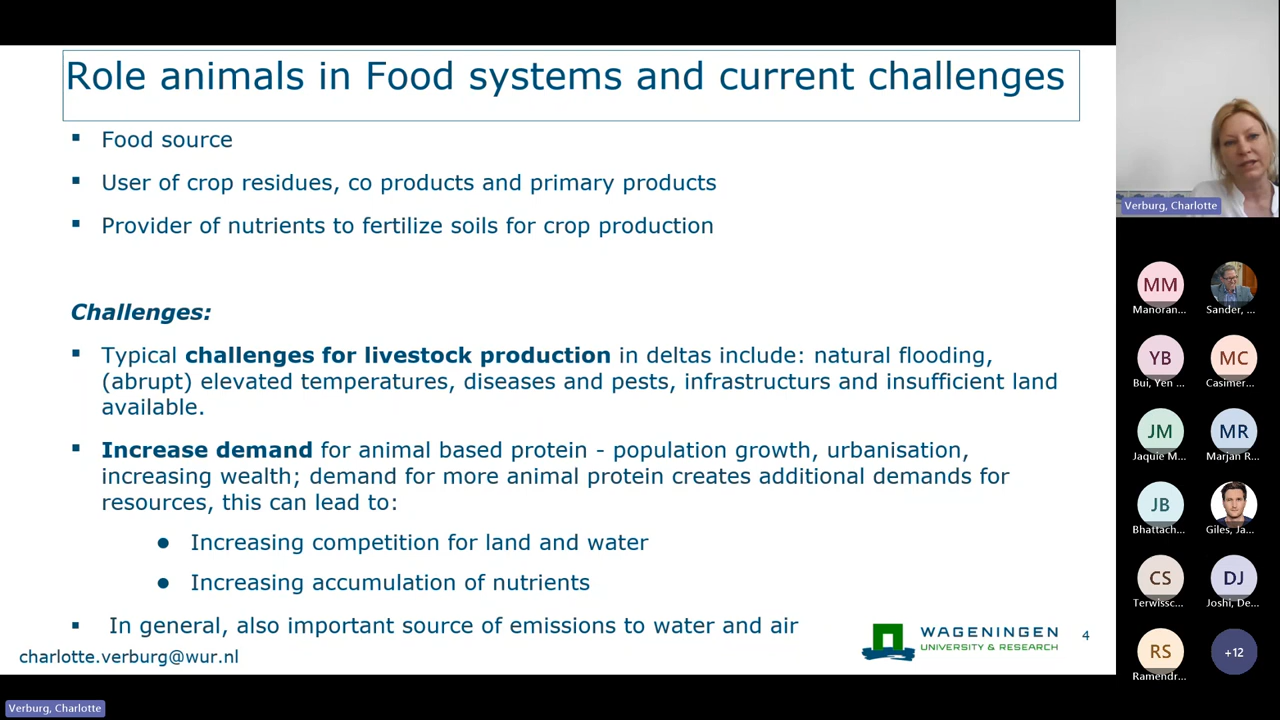 Role animals in Food systems and current challenges
Food source
User of crop residues, co products and primary products
Provider of nutrients to fertilize soils for crop production
Challenges:
Typical challenges for livestock production in deltas include: natural flooding,
(abrupt) elevated temperatures, diseases and pests, infrastructurs and insufficient land
available.
Increase demand for animal based protein - population growth, urbanisation,
increasing wealth; demand for more animal protein creates additional demands for
resources, this can lead to:
Increasing competition for land and water
Increasing accumulation of nutrients
In general, also important source of emissions to water and air
charlotte.verburg@wur.nl
WAGENINGEN
UNIVERSITY & RESEARCH
4
Verburg, Charlotte
MM
Manoran...
Sander, ...
YB
Bui, Yen ...
MC
Casimer...
JM
Jaquie M...
MR
Marjan R...
JB
Bhattach...
Giles, Ja...
CS
Terwissc...
DJ
Joshi, De...
RS
Ramendr...
+12
Verburg, Charlotte